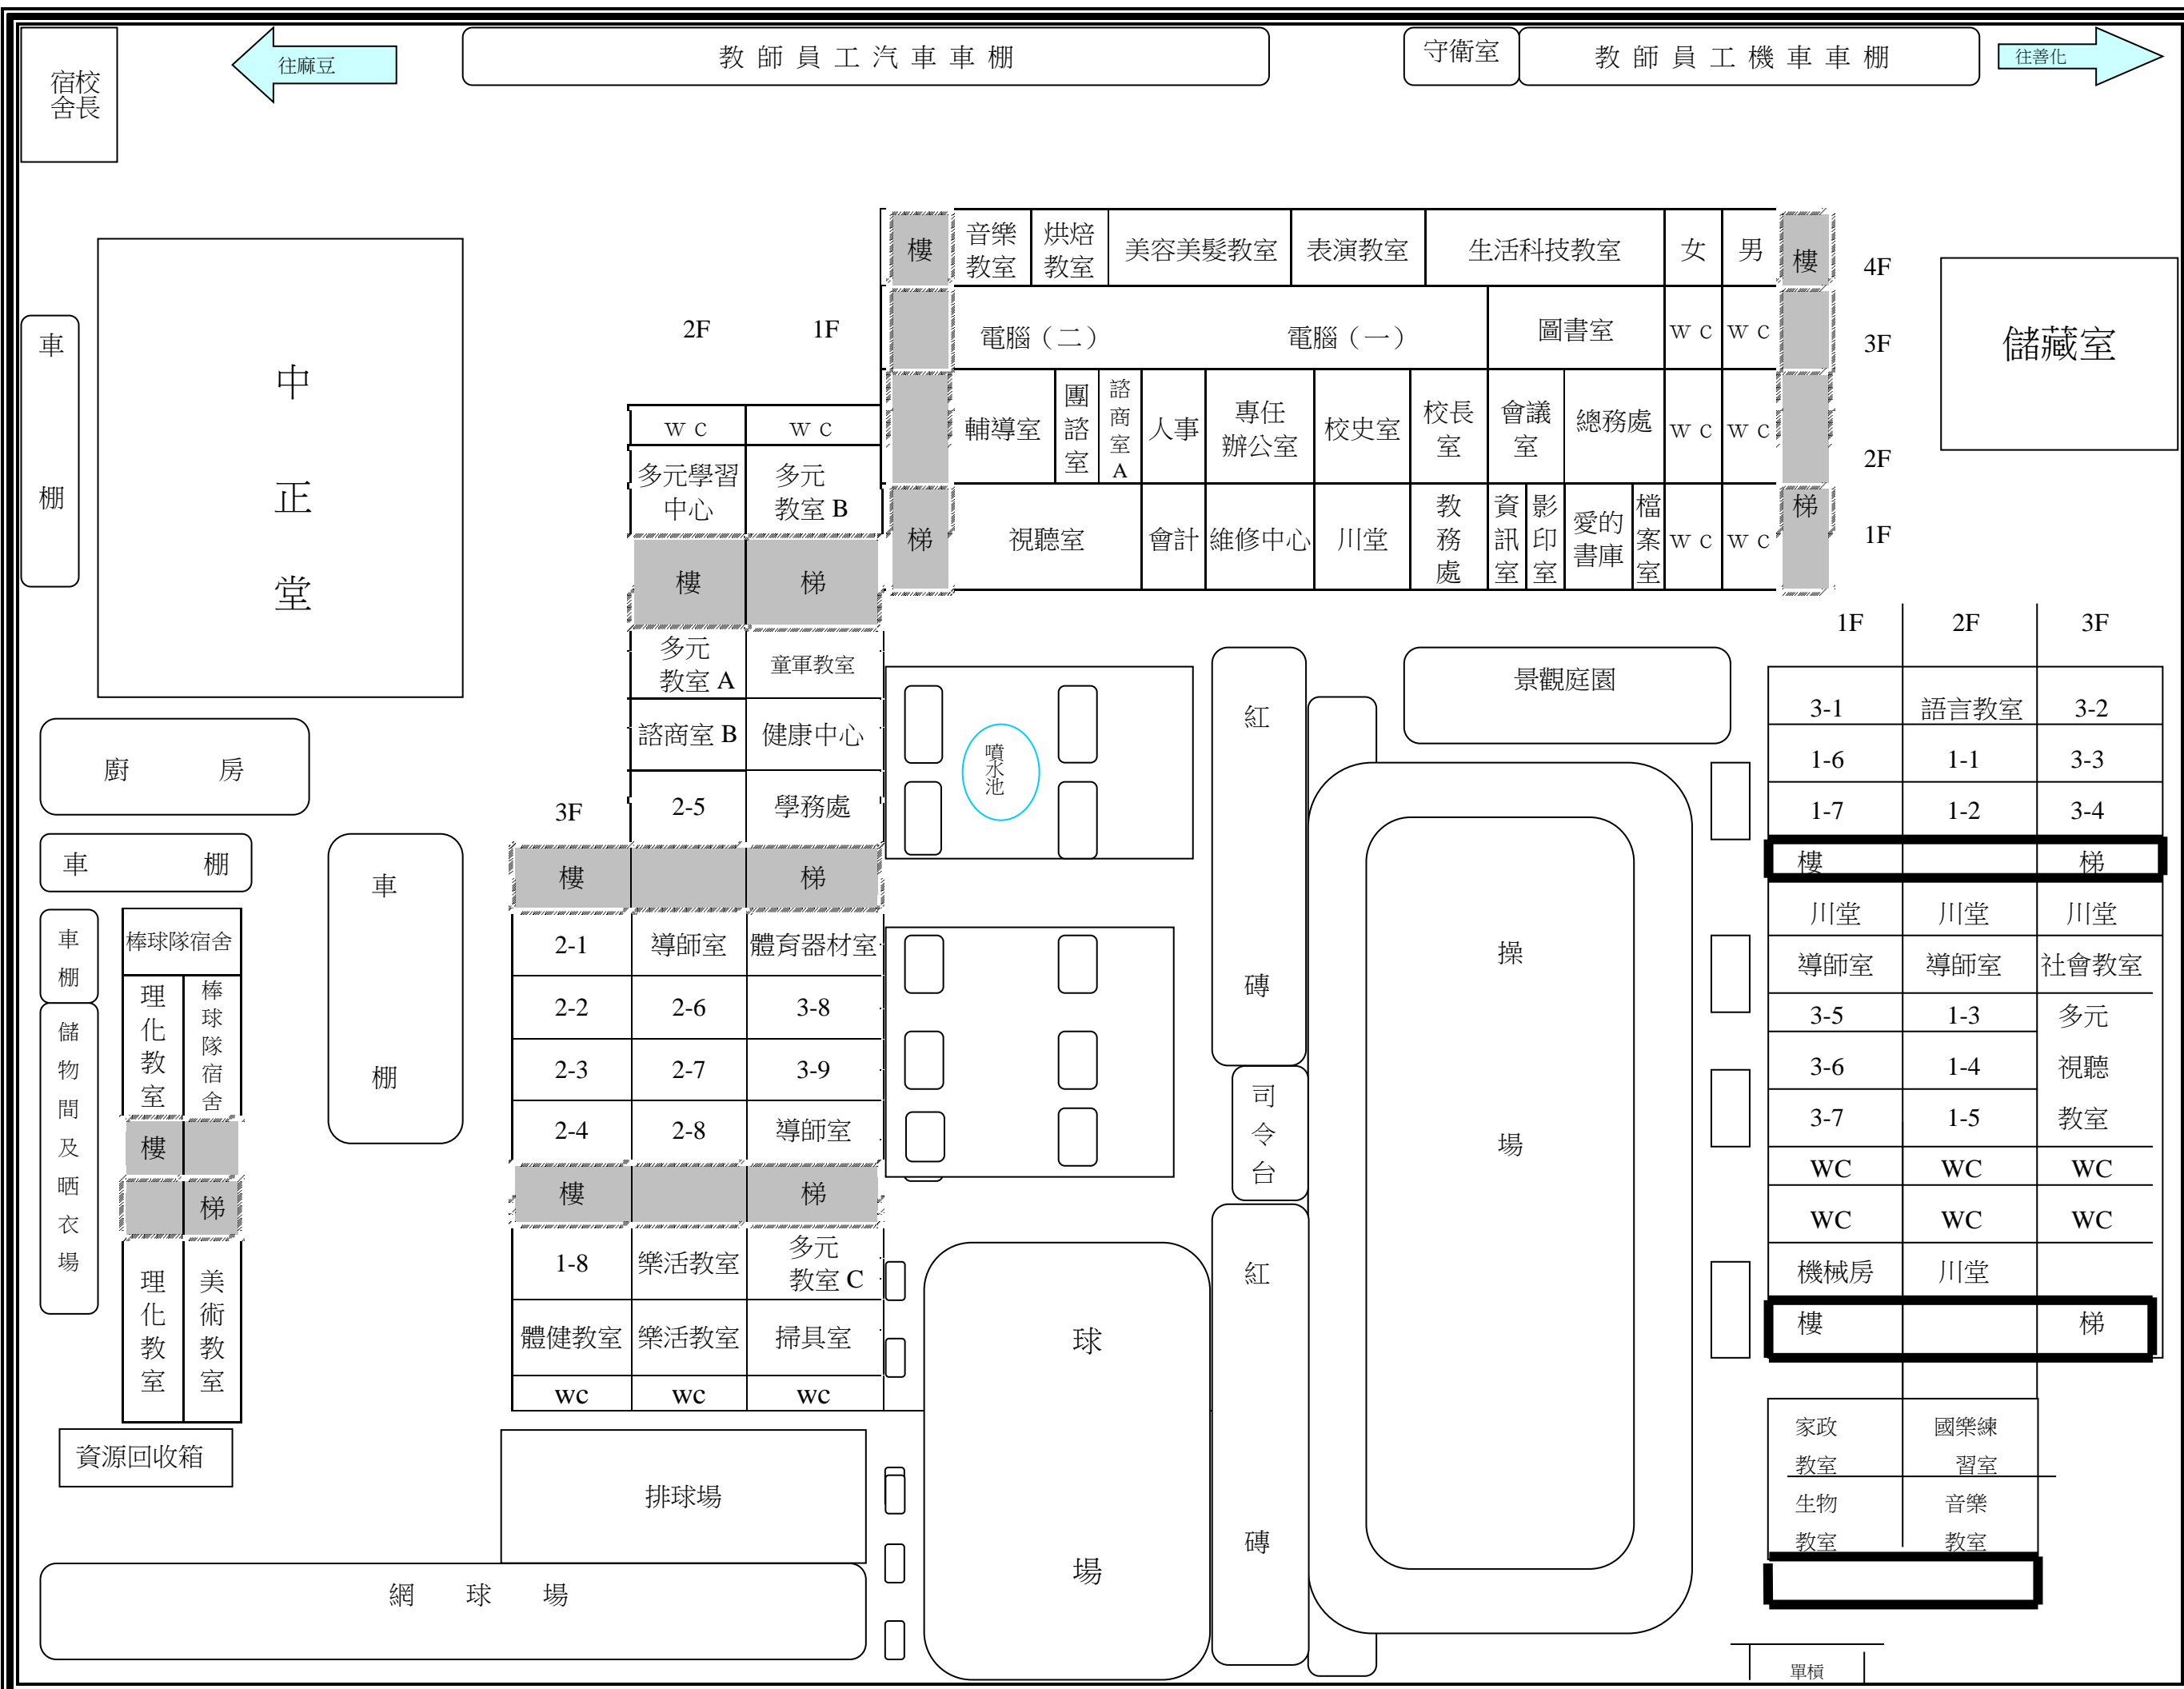 校長
宿舍
往麻豆
教師員工汽車車棚
守衛室
教師員工機車車棚
往善化
車棚
中正堂
樓
音樂
教室
烘焙
教室
美容美髮教室
表演教室
生活科技教室
女
男
樓
4F
電腦（二）
電腦（一）
圖書室
ＷＣ
ＷＣ
3F
輔導室
團諮室
諮商室A
人事
專任
辦公室
校史室
校長
室
會議
室
總務處
ＷＣ
ＷＣ
2F
梯
視聽室
會計
維修中心
川堂
教務處
資訊室
影印室
愛的
書庫
檔案室
ＷＣ
ＷＣ
梯
1F
儲藏室
2F 1F
ＷＣ ＷＣ
多元學習
中心
多元
教室 B
樓 梯
多元
教室 A
童軍教室
諮商室 B 健康中心
3F
2-5 學務處
樓 梯
2-1 導師室 體育器材室
2-2 2-6 3-8
2-3 2-7 3-9
2-4 2-8 導師室
樓 梯
1-8 樂活教室
多元
教室 C
體健教室 樂活教室 掃具室
wc wc wc
廚房
車棚
車棚
車棚
儲物間及晒衣場
棒球隊宿舍
理化教室
棒球隊宿舍
樓
梯
理化教室
美術教室
資源回收箱
排球場
網球場
噴水池
紅磚
司令台
紅磚
球場
景觀庭園
操場
1F 2F 3F
3-1 語言教室 3-2
1-6 1-1 3-3
1-7 1-2 3-4
樓 梯
川堂 川堂 川堂
導師室 導師室 社會教室
3-5 1-3 多元
3-6 1-4 視聽
3-7 1-5 教室
WC WC WC
WC WC WC
機械房 川堂
樓 梯
家政
教室
國樂練
習室
生物
教室
音樂
教室
單槓